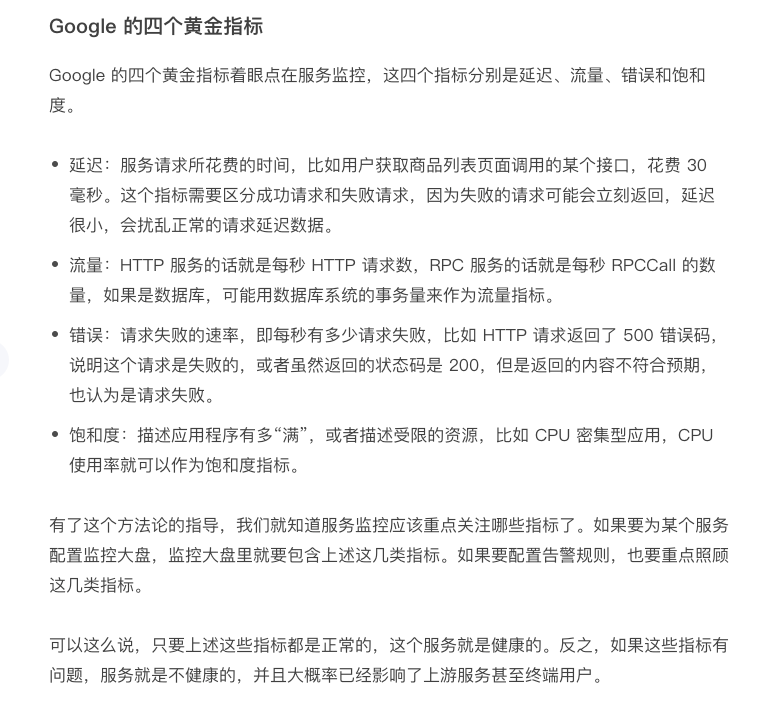 Google 的四个黄金指标
Google 的四个黄金指标着眼点在服务监控，这四个指标分别是延迟、流量、错误和饱和
度。
• 延迟：服务请求所花费的时间，比如用户获取商品列表页面调用的某个接口，花费 30
毫秒。这个指标需要区分成功请求和失败请求，因为失败的请求可能会立刻返回，延迟
很小，会扰乱正常的请求延迟数据。
• 流量：HTTP 服务的话就是每秒 HTTP 请求数，RPC 服务的话就是每秒 RPCCall 的数
量，如果是数据库，可能用数据库系统的事务量来作为流量指标。
• 错误：请求失败的速率，即每秒有多少请求失败，比如 HTTP 请求返回了 500 错误码，
说明这个请求是失败的，或者虽然返回的状态码是 200，但是返回的内容不符合预期，
也认为是请求失败。
• 饱和度：描述应用程序有多“满”，或者描述受限的资源，比如 CPU 密集型应用，CPU
使用率就可以作为饱和度指标。
有了这个方法论的指导，我们就知道服务监控应该重点关注哪些指标了。如果要为某个服务
配置监控大盘，监控大盘里就要包含上述这几类指标。如果要配置告警规则，也要重点照顾
这几类指标。
可以这么说，只要上述这些指标都是正常的，这个服务就是健康的。反之，如果这些指标有
问题，服务就是不健康的，并且大概率已经影响了上游服务甚至终端用户。